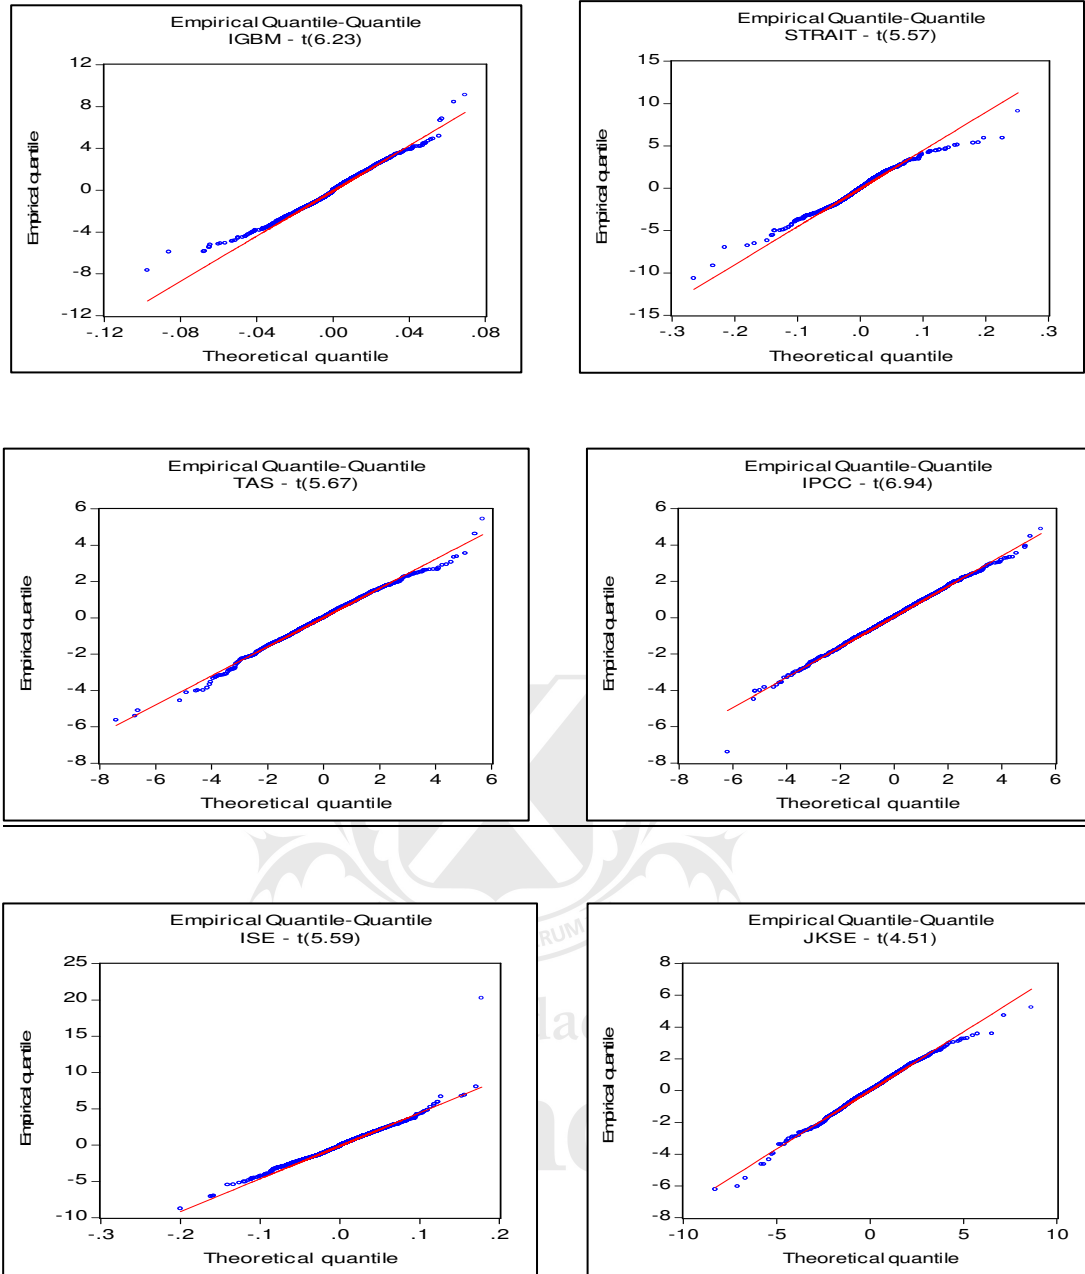 Empirical Quantile-Quantile
IGBM - t(6.23)
12
8
4
0
-4
-8
-12
Empirical quantile
-.12 -.08 -.04 .00 .04 .08
Theoretical quantile
Empirical Quantile-Quantile
STRAIT - t(5.57)
15
10
5
0
-5
-10
-15
Empirical quantile
-.3 -.2 -.1 .0 .1 .2 .3
Theoretical quantile
Empirical Quantile-Quantile
TAS - t(5.67)
6
4
2
0
-2
-4
-6
-8
Empirical quantile
-8 -6 -4 -2 0 2 4 6
Theoretical quantile
Empirical Quantile-Quantile
IPCC - t(6.94)
6
4
2
0
-2
-4
-6
-8
Empirical quantile
-8 -6 -4 -2 0 2 4 6
Theoretical quantile
Empirical Quantile-Quantile
ISE - t(5.59)
25
20
15
10
5
0
-5
-10
Empirical quantile
-.3 -.2 -.1 .0 .1 .2
Theoretical quantile
RUM
Empirical Quantile-Quantile
JKSE - t(4.51)
8
6
4
2
0
-2
-4
-6
-8
Empirical quantile
-10 -5 0 5 10
Theoretical quantile